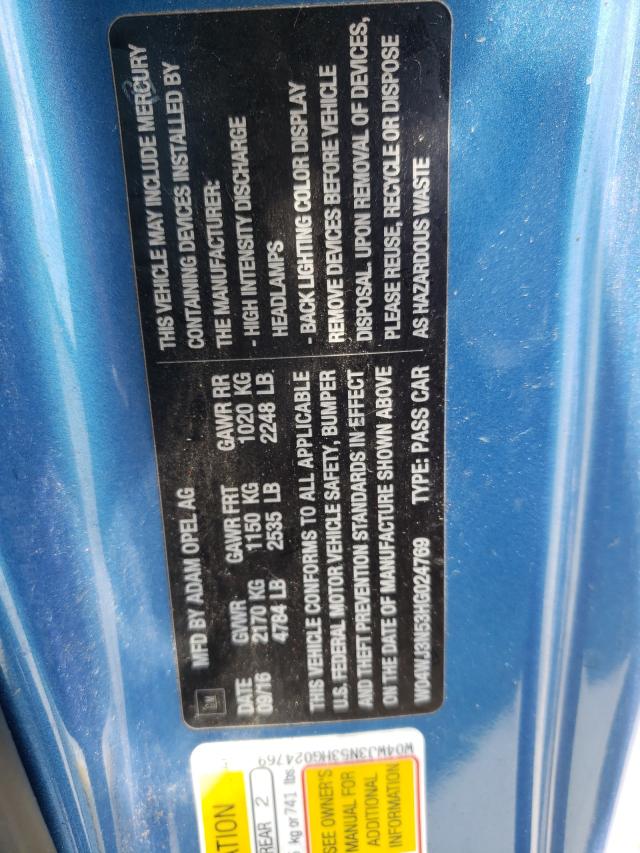 GM
MFD BY ADAM OPEL AG
DATE GVWR GAWR FRT GAWR RR
09/16 2170 KG 1150 KG 1020 KG
4784 LB 2535 LB 2248 LB
THIS VEHICLE CONFORMS TO ALL APPLICABLE
U.S. FEDERAL MOTOR VEHICLE SAFETY, BUMPER
AND THEFT PREVENTION STANDARDS IN EFFECT
ON THE DATE OF MANUFACTURE SHOWN ABOVE
W04WJ3N53HG024769 TYPE: PASS CAR
THIS VEHICLE MAY INCLUDE MERCURY
CONTAINING DEVICES INSTALLED BY
THE MANUFACTURER:
- HIGH INTENSITY DISCHARGE
HEADLAMPS
- BACK LIGHTING COLOR DISPLAY
REMOVE DEVICES BEFORE VEHICLE
DISPOSAL. UPON REMOVAL OF DEVICES,
PLEASE REUSE, RECYCLE OR DISPOSE
AS HAZARDOUS WASTE
REAR 2
kg or 741 lbs
SEE OWNER'S
MANUAL FOR
ADDITIONAL
INFORMATION
W04WJ3N53HG024769